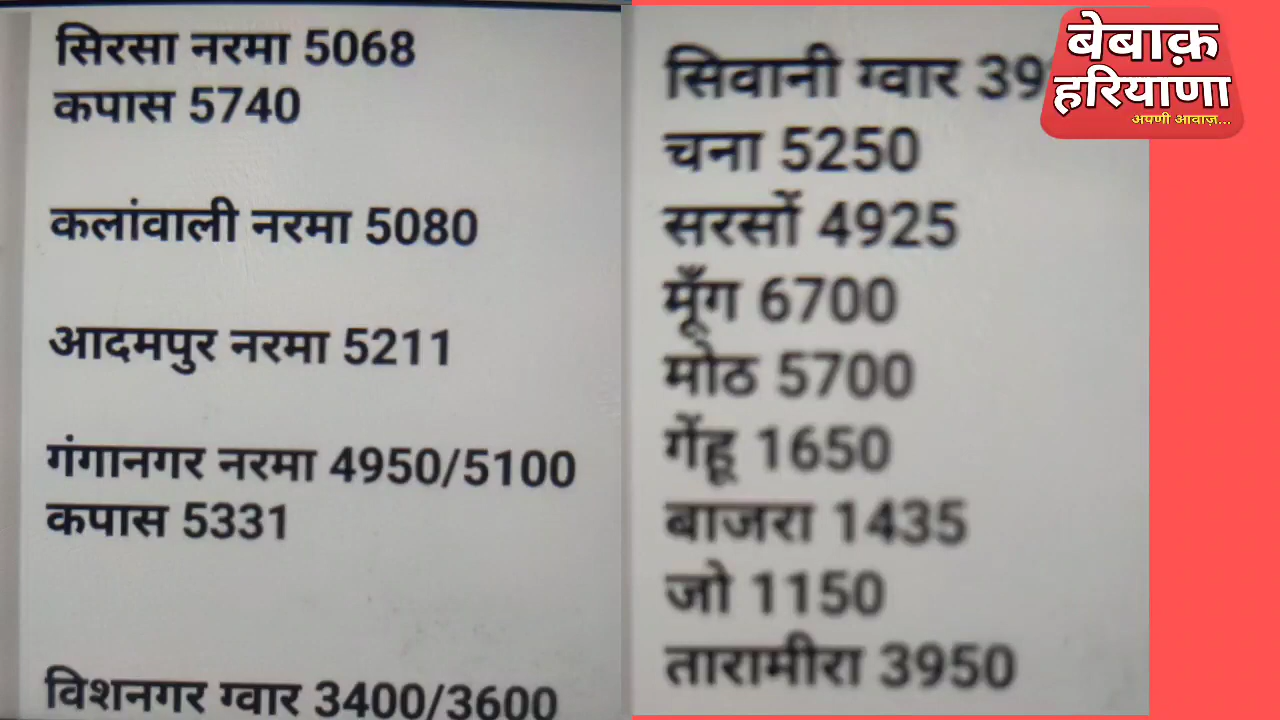 सिरसा नरमा 5068
कपास 5740
कलांवाली नरमा 5080
आदमपुर नरमा 5211
गंगानगर नरमा 4950/5100
कपास 5331
विशनगर ग्वार 3400/3600
सिवानी ग्वार
चना 5250
सरसों 4925
मूँग 6700
मोठ 5700
गेंहू 1650
बाजरा 1435
जो 1150
तारामीरा 3950
बेबाक़
हरियाणा
अपणी आवाज़...